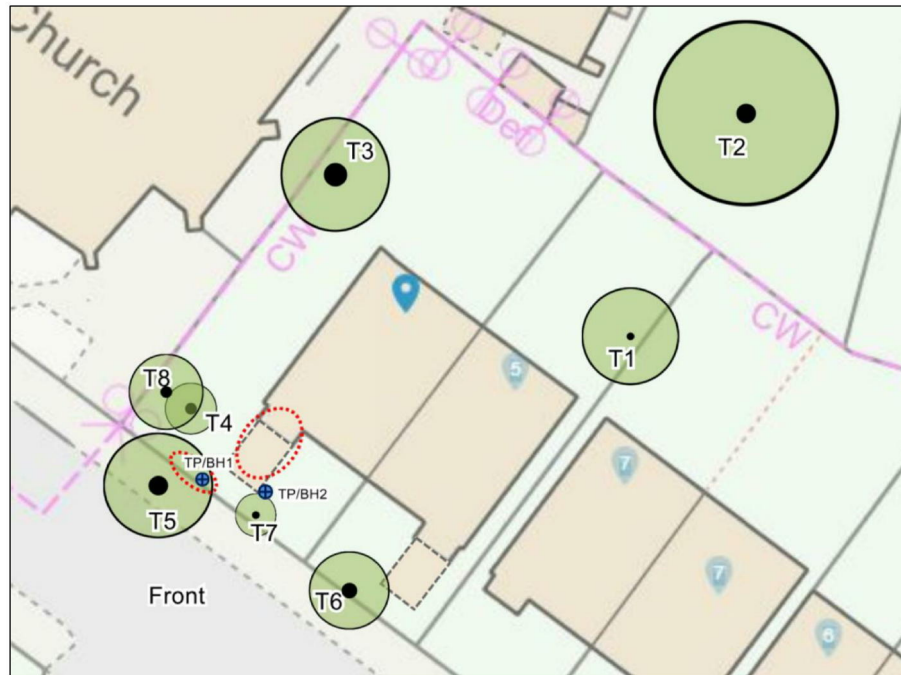 Church
T3
T2
Def
CW
CW
T1
5
T8
T4
TP/BH1
TP/BH2
T5
T7
7
7
Front
T6
6